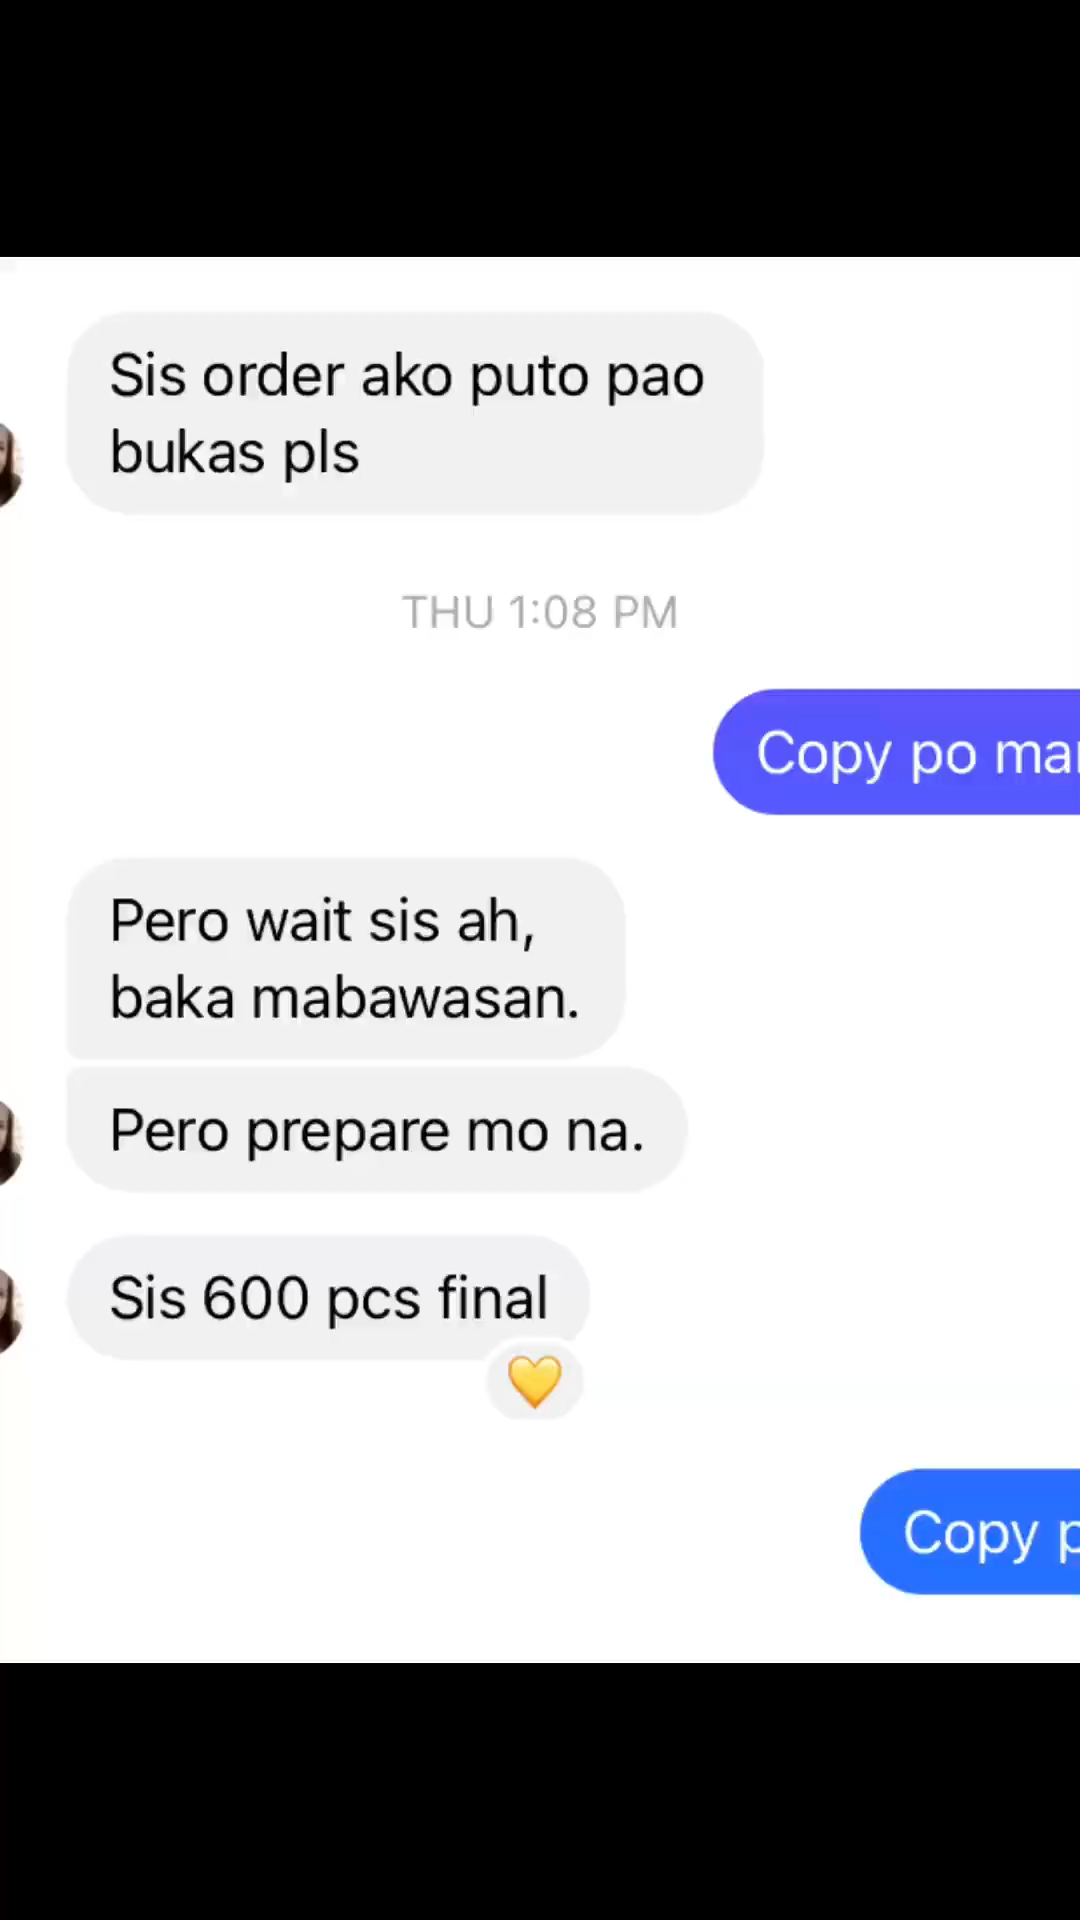 Sis order ako puto pao
bukas pls
THU 1:08 PM
Copy po
Pero wait sis ah,
baka mabawasan.
Pero prepare mo na.
Sis 600 pcs final
Copy